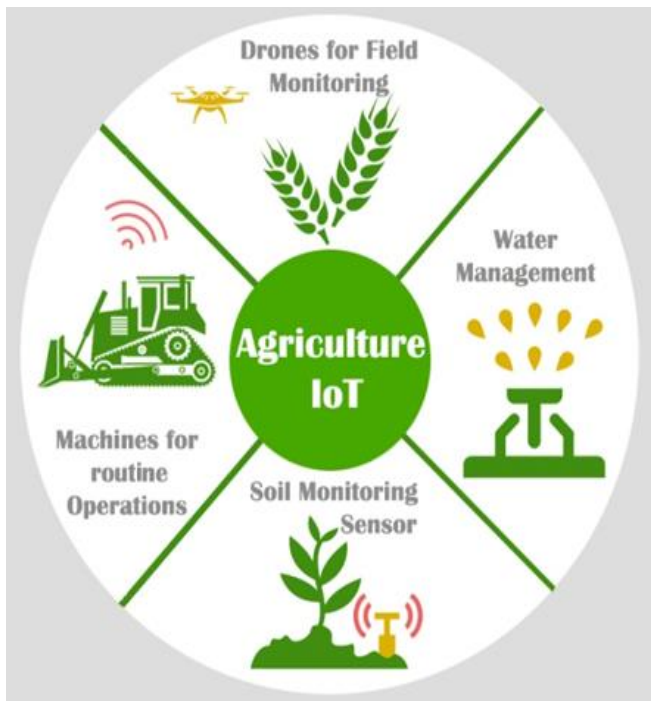 Drones for Field
Monitoring
Water
Management
Agriculture
IoT
Machines for
routine
Operations
Soil Monitoring
Sensor